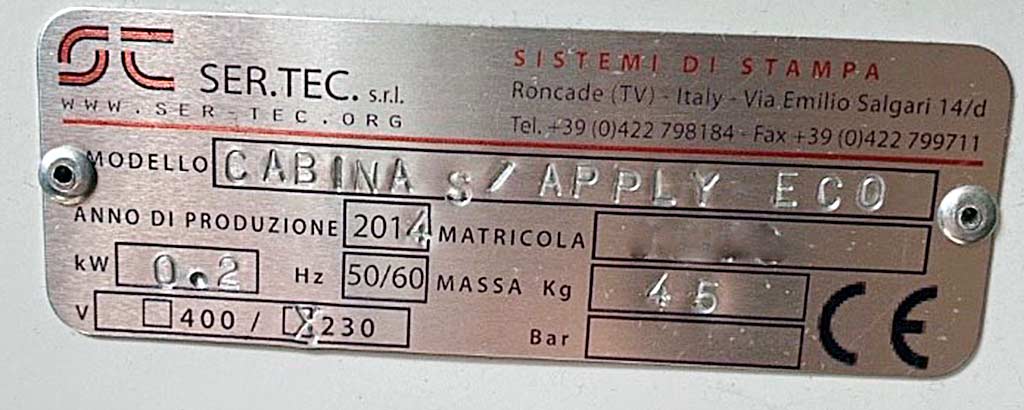 SER.TEC. s.r.l.
WWW.SER-TEC.ORG
SISTEMI DI STAMPA
Roncade (TV) - Italy - Via Emilio Salgari 14/d
Tel. +39 (0)422 798184 - Fax +39 (0)422 799711
MODELLO CABINA S/APPLY ECO
ANNO DI PRODUZIONE 2014 MATRICOLA
kW 0.2 Hz 50/60 MASSA Kg 45
V 400 / X 230 Bar
CE